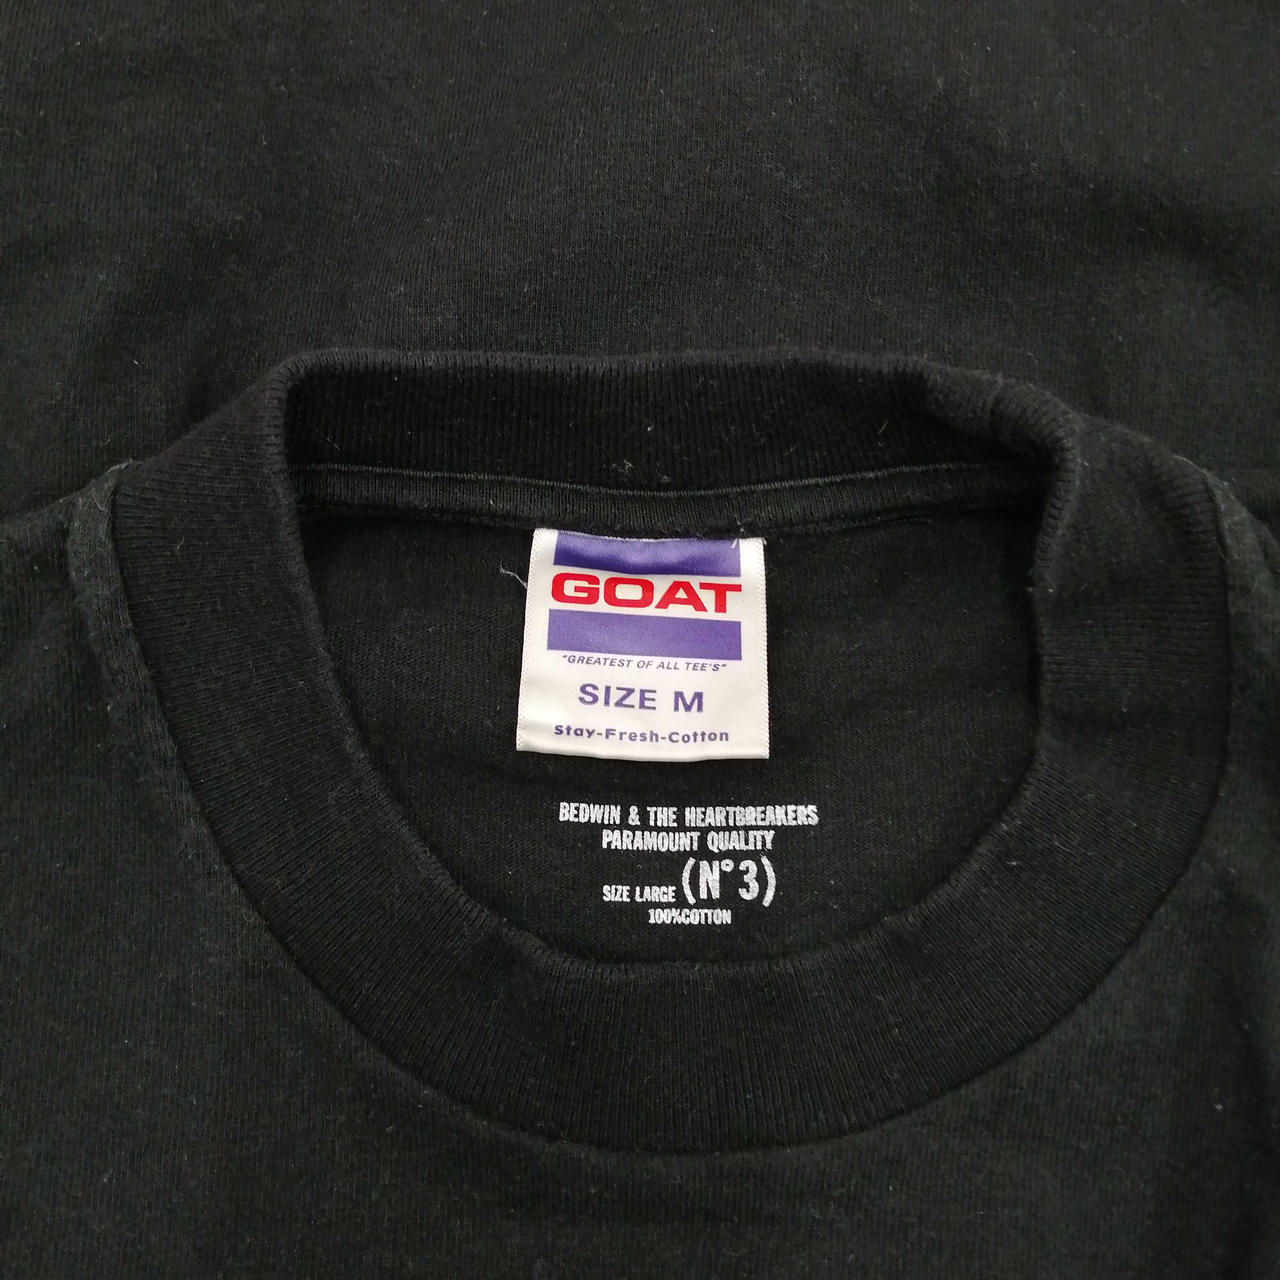 GOAT
"GREATEST OF ALL TEE'S"
SIZE M
Stay-Fresh-Cotton
BEDWIN & THE HEARTBREAKERS
PARAMOUNT QUALITY
SIZE LARGE (N°3)
100%COTTON